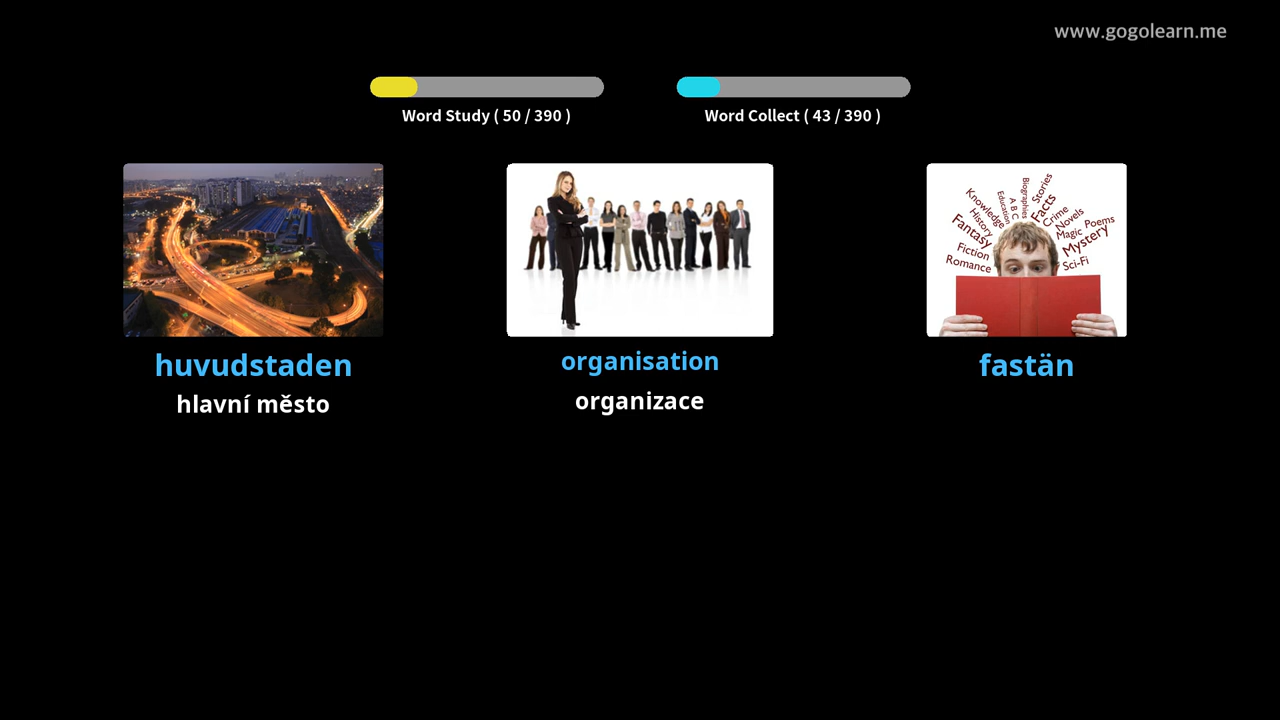 www.gogolearn.me
Word Study ( 50 / 390 )
Word Collect ( 43 / 390 )
Knowledge
History
Fantasy
Fiction
Romance
Education
A B C
Biographies
Stories
Facts
Crime
Novels
Magic
Poems
Mystery
Sci-Fi
huvudstaden
organisation
fastän
hlavní město
organizace